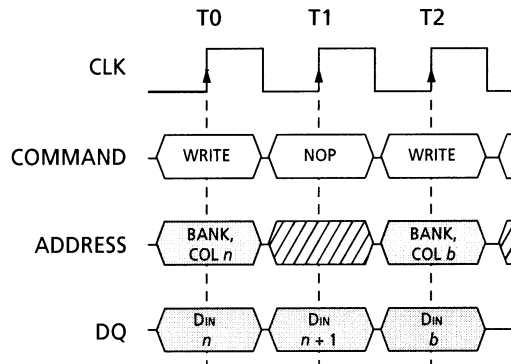 T0 T1 T2
CLK
COMMAND WRITE NOP WRITE
ADDRESS BANK, COL n BANK, COL b
DQ DIN n DIN n + 1 DIN b